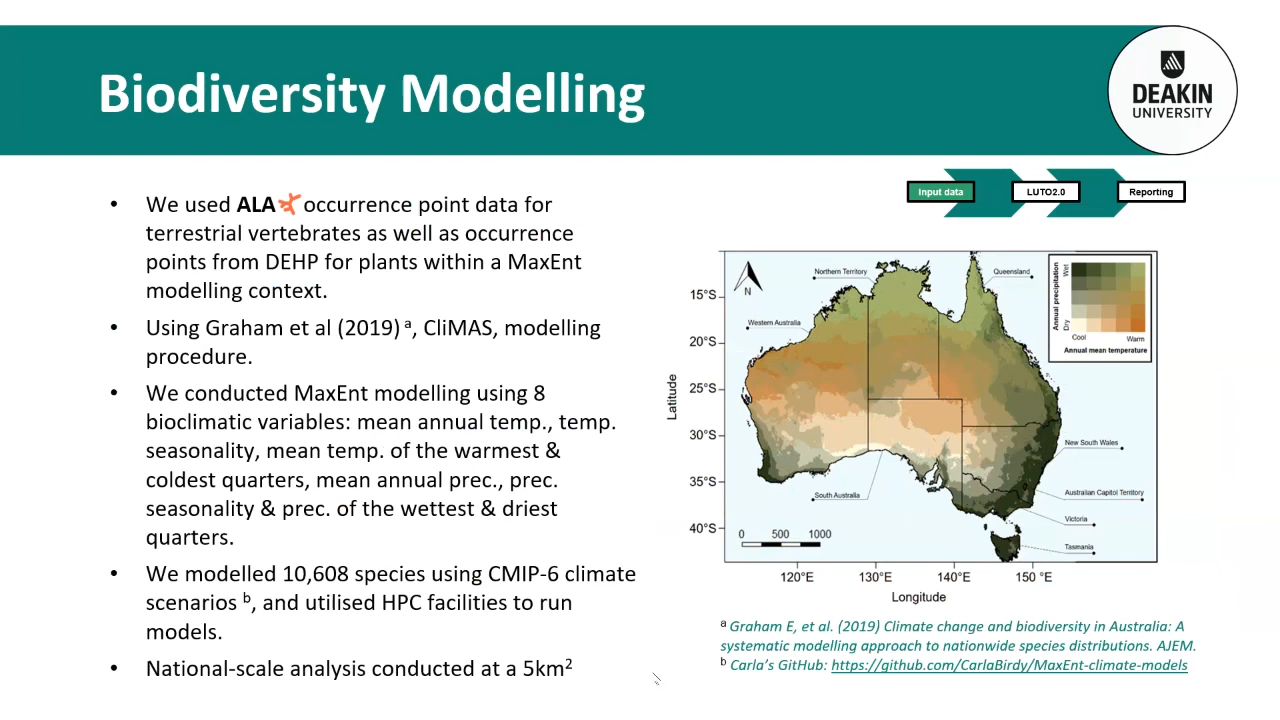 Biodiversity Modelling
DEAKIN
UNIVERSITY
Input data
LUTO2.0
Reporting
• We used ALA occurrence point data for
terrestrial vertebrates as well as occurrence
points from DEHP for plants within a MaxEnt
modelling context.
• Using Graham et al (2019) ᵃ, CliMAS, modelling
procedure.
• We conducted MaxEnt modelling using 8
bioclimatic variables: mean annual temp., temp.
seasonality, mean temp. of the warmest &
coldest quarters, mean annual prec., prec.
seasonality & prec. of the wettest & driest
quarters.
• We modelled 10,608 species using CMIP-6 climate
scenarios ᵇ, and utilised HPC facilities to run
models.
• National-scale analysis conducted at a 5km²
N
Northern Territory
Queensland
Western Australia
New South Wales
South Australia
Australian Capitol Territory
Victoria
Tasmania
Annual precipitation
Wet
Dry
Cool
Warm
Annual mean temperature
Latitude
15°S
20°S
25°S
30°S
35°S
40°S
0 500 1000
120°E 130°E 140°E 150 °E
Longitude
ᵃ Graham E, et al. (2019) Climate change and biodiversity in Australia: A
systematic modelling approach to nationwide species distributions. AJEM.
ᵇ Carla's GitHub: https://github.com/CarlaBirdy/MaxEnt-climate-models